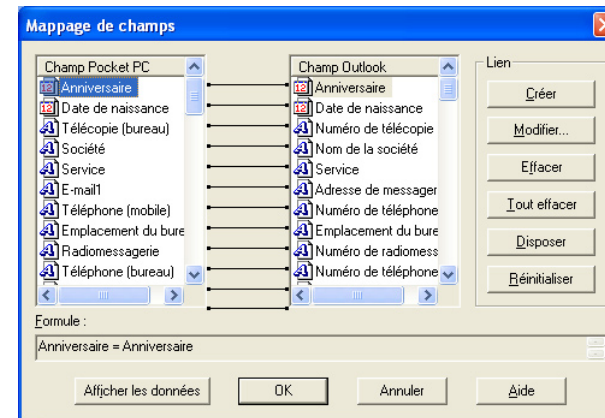 Mappage de champs
Champ Pocket PC
Anniversaire
Date de naissance
Télécopie (bureau)
Société
Service
E-mail1
Téléphone (mobile)
Emplacement du bure
Radiomessagerie
Téléphone (bureau)
Champ Outlook
Anniversaire
Date de naissance
Numéro de télécopie
Nom de la société
Service
Adresse de messager
Numéro de téléphone
Emplacement du bure
Numéro de radiomess
Numéro de téléphone
Lien
Créer
Modifier...
Effacer
Tout effacer
Disposer
Réinitialiser
Formule :
Anniversaire = Anniversaire
Afficher les données
OK
Annuler
Aide